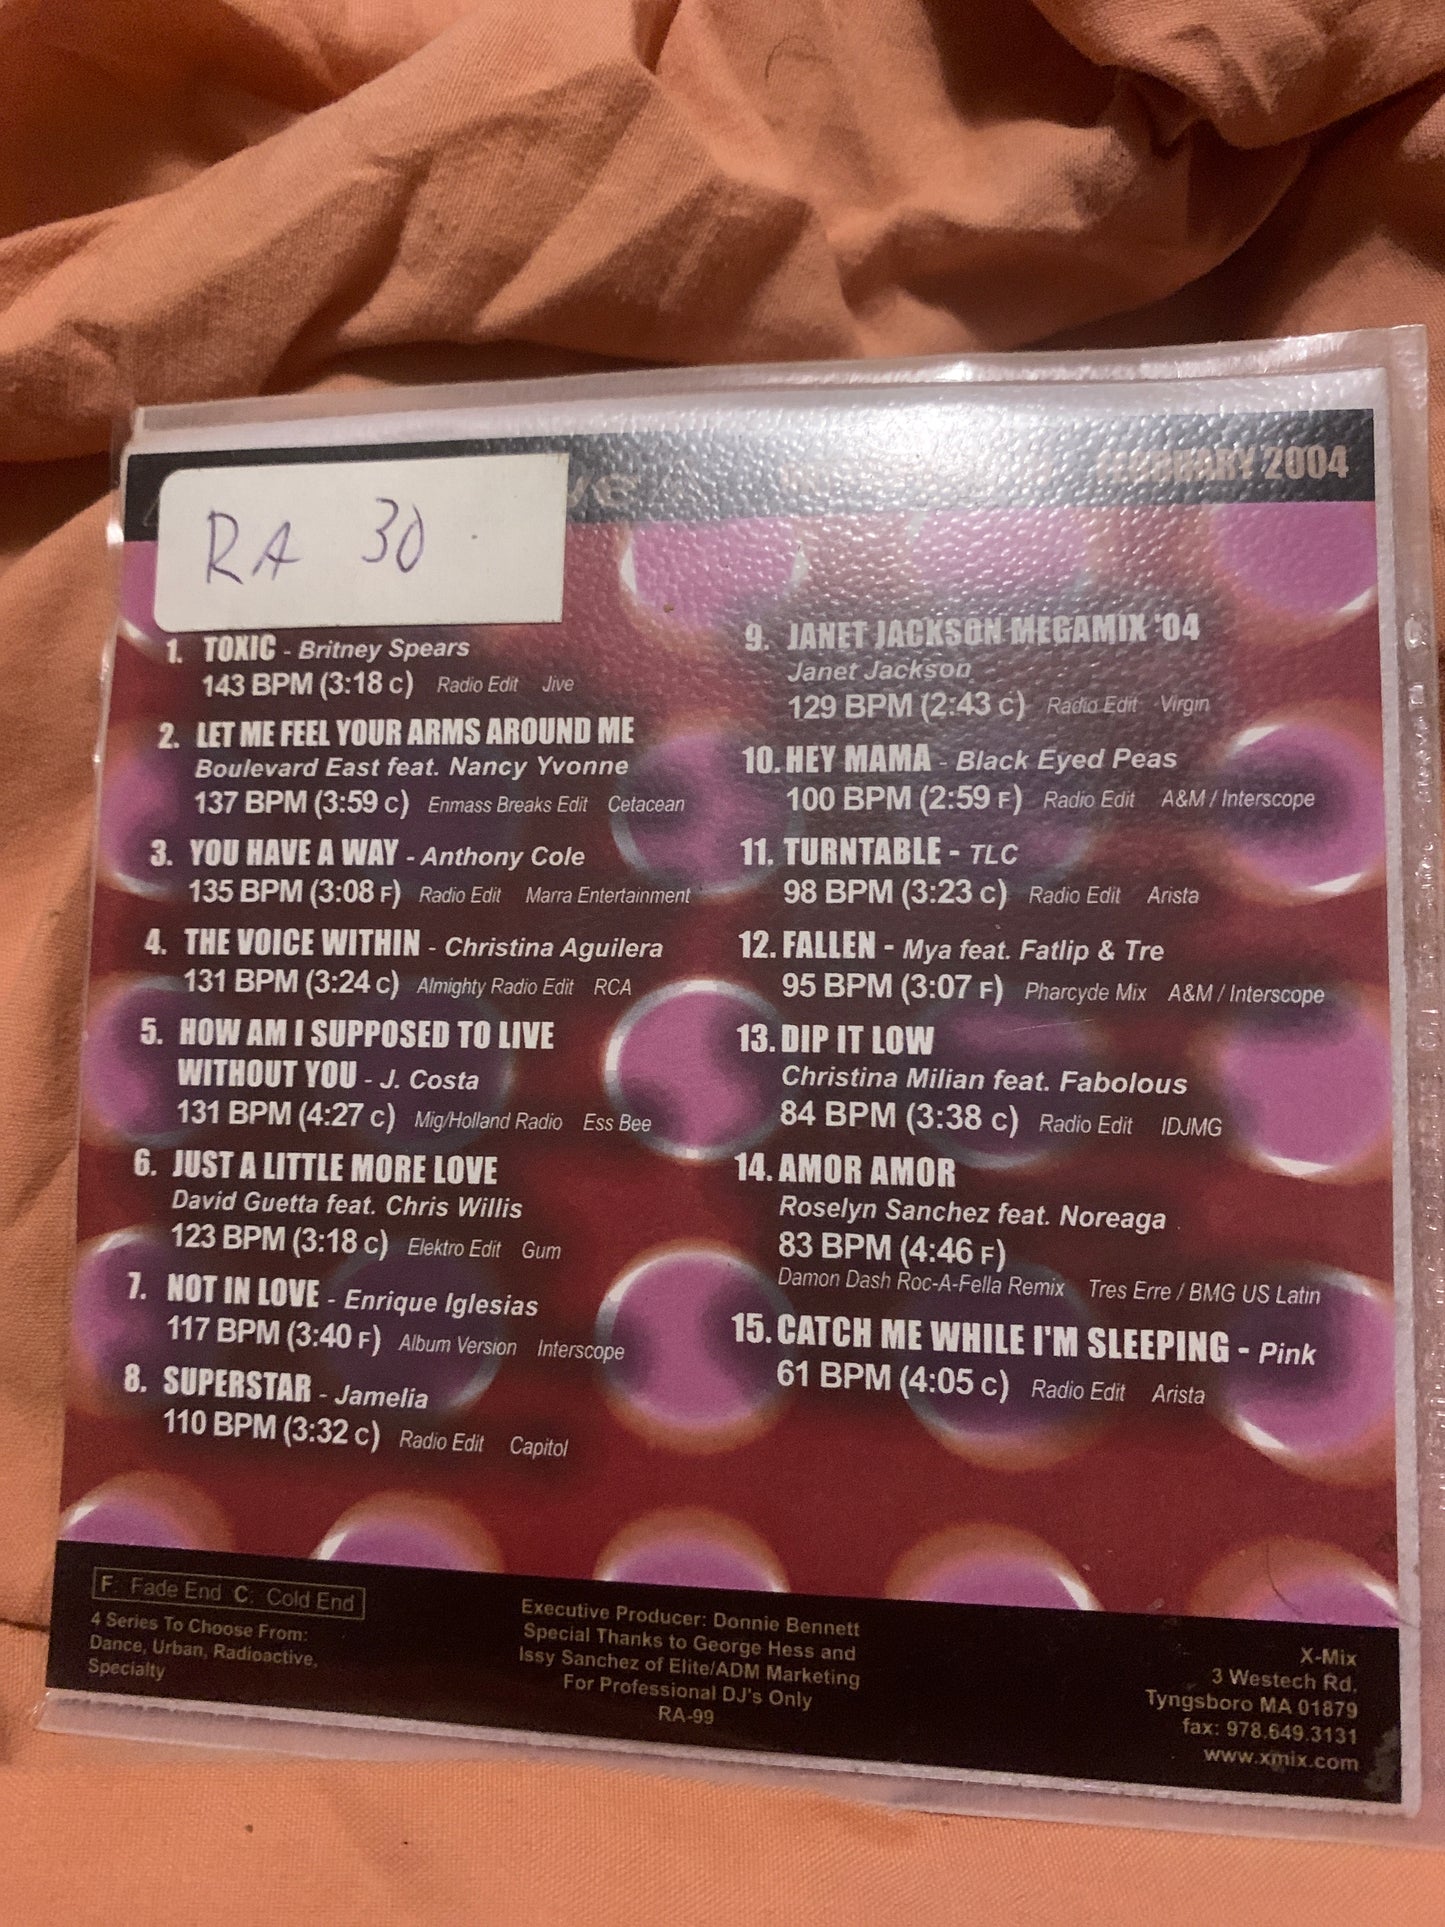 RA 30
FEBRUARY 2004
1. TOXIC - Britney Spears
143 BPM (3:18 C) Radio Edit Jive
2. LET ME FEEL YOUR ARMS AROUND ME
Boulevard East feat. Nancy Yvonne
137 BPM (3:59 C) Enmass Breaks Edit Cetacean
3. YOU HAVE A WAY - Anthony Cole
135 BPM (3:08 F) Radio Edit Marra Entertainment
4. THE VOICE WITHIN - Christina Aguilera
131 BPM (3:24 C) Almighty Radio Edit RCA
5. HOW AM I SUPPOSED TO LIVE
WITHOUT YOU - J. Costa
131 BPM (4:27 C) Mig/Holland Radio Ess Bee
6. JUST A LITTLE MORE LOVE
David Guetta feat. Chris Willis
123 BPM (3:18 C) Elektro Edit Gum
7. NOT IN LOVE - Enrique Iglesias
117 BPM (3:40 F) Album Version Interscope
8. SUPERSTAR - Jamelia
110 BPM (3:32 C) Radio Edit Capitol
9. JANET JACKSON MEGAMIX '04
Janet Jackson
129 BPM (2:43 C) Radio Edit Virgin
10. HEY MAMA - Black Eyed Peas
100 BPM (2:59 F) Radio Edit A&M / Interscope
11. TURNTABLE - TLC
98 BPM (3:23 C) Radio Edit Arista
12. FALLEN - Mya feat. Fatlip & Tre
95 BPM (3:07 F) Pharcyde Mix A&M / Interscope
13. DIP IT LOW
Christina Milian feat. Fabolous
84 BPM (3:38 C) Radio Edit IDJMG
14. AMOR AMOR
Roselyn Sanchez feat. Noreaga
83 BPM (4:46 F)
Damon Dash Roc-A-Fella Remix Tres Erre / BMG US Latin
15. CATCH ME WHILE I'M SLEEPING - Pink
61 BPM (4:05 C) Radio Edit Arista
F: Fade End C: Cold End
4 Series To Choose From:
Dance, Urban, Radioactive,
Specialty
Executive Producer: Donnie Bennett
Special Thanks to George Hess and
Issy Sanchez of Elite/ADM Marketing
For Professional DJ's Only
RA-99
X-Mix
3 Westech Rd.
Tyngsboro MA 01879
fax: 978.649.3131
www.xmix.com